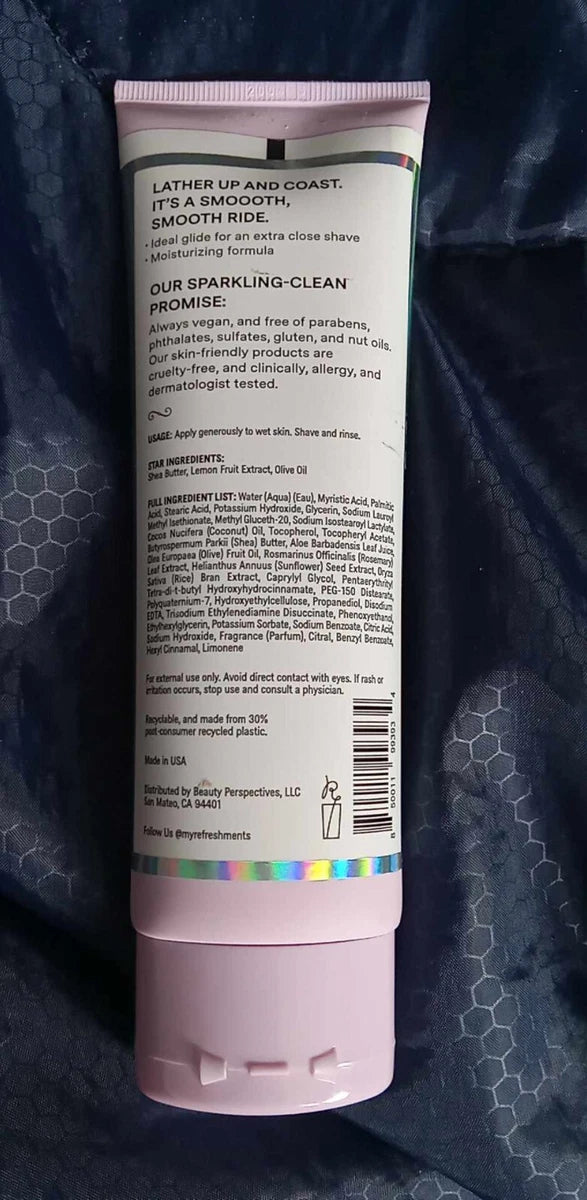 LATHER UP AND COAST.
IT'S A SMOOOTH,
SMOOTH RIDE.
• Ideal glide for an extra close shave
• Moisturizing formula
OUR SPARKLING-CLEAN
PROMISE:
Always vegan, and free of parabens,
phthalates, sulfates, gluten, and nut oils.
Our skin-friendly products are
cruelty-free, and clinically, allergy, and
dermatologist tested.
USAGE: Apply generously to wet skin. Shave and rinse.
STAR INGREDIENTS:
Shea Butter, Lemon Fruit Extract, Olive Oil
FULL INGREDIENT LIST: Water (Aqua) (Eau), Myristic Acid, Palmitic
Acid, Stearic Acid, Potassium Hydroxide, Glycerin, Sodium Lauroyl
Methyl Isethionate, Methyl Gluceth-20, Sodium Isostearoyl Lactylate,
Cocos Nucifera (Coconut) Oil, Tocopherol, Tocopheryl Acetate,
Butyrospermum Parkii (Shea) Butter, Aloe Barbadensis Leaf Juice,
Olea Europaea (Olive) Fruit Oil, Rosmarinus Officinalis (Rosemary)
Leaf Extract, Helianthus Annuus (Sunflower) Seed Extract, Oryza
Sativa (Rice) Bran Extract, Caprylyl Glycol, Pentaerythrityl
Tetra-di-t-butyl Hydroxyhydrocinnamate, PEG-150 Distearate,
Polyquaternium-7, Hydroxyethylcellulose, Propanediol, Disodium
EDTA, Trisodium Ethylenediamine Disuccinate, Phenoxyethanol,
Ethylhexylglycerin, Potassium Sorbate, Sodium Benzoate, Citric Acid,
Sodium Hydroxide, Fragrance (Parfum), Citral, Benzyl Benzoate,
Hexyl Cinnamal, Limonene
For external use only. Avoid direct contact with eyes. If rash or
irritation occurs, stop use and consult a physician.
Recyclable, and made from 30%
post-consumer recycled plastic.
Made in USA
Distributed by Beauty Perspectives, LLC
San Mateo, CA 94401
Follow Us @myrefreshments
8 50011 99393 4